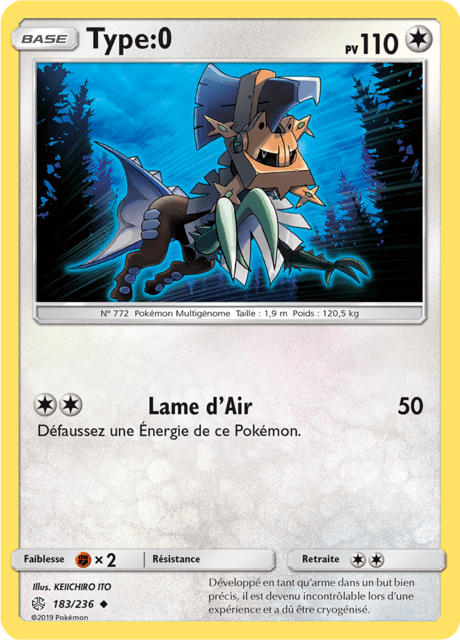 BASE Type:0 PV 110
N° 772 Pokémon Multigénome Taille : 1,9 m Poids : 120,5 kg
Lame d’Air 50
Défaussez une Énergie de ce Pokémon.
Faiblesse × 2 Résistance Retraite
Illus. KEIICHIRO ITO
183/236
©2019 Pokémon
Développé en tant qu'arme dans un but bien
précis, il est devenu incontrôlable lors d'une
expérience et a dû être cryogénisé.